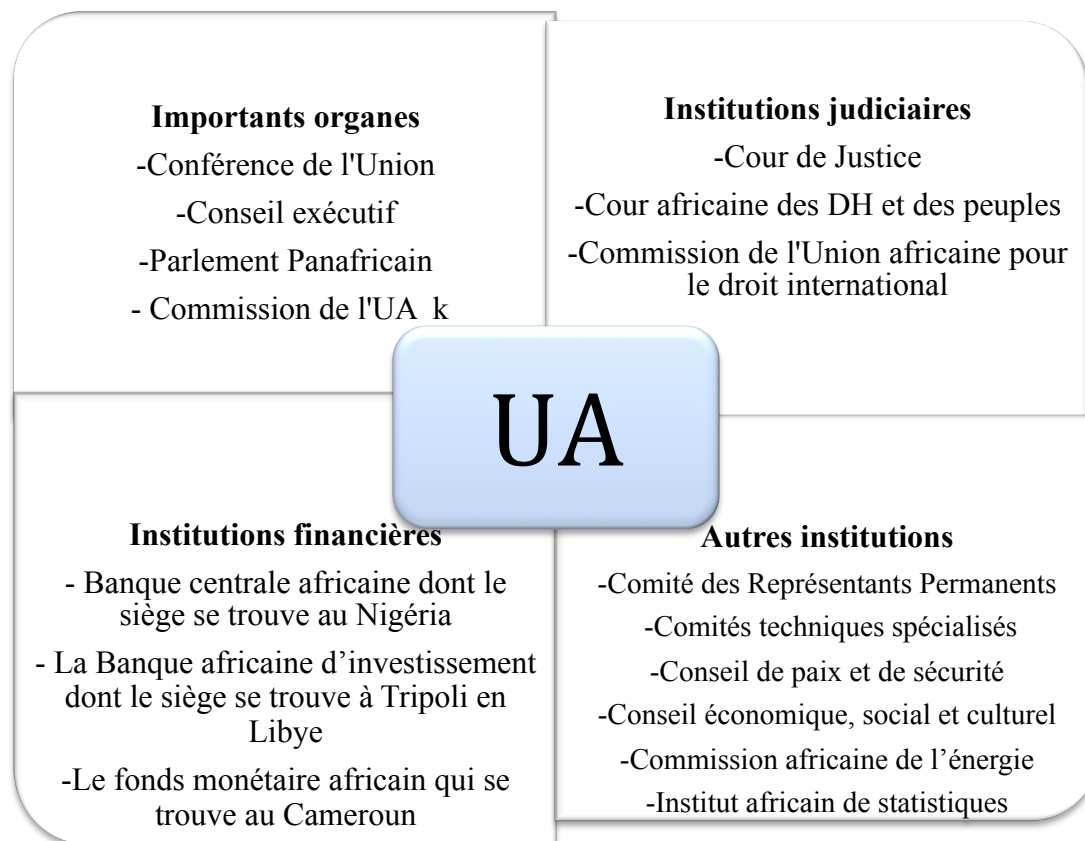 Importants organes
-Conférence de l'Union
-Conseil exécutif
-Parlement Panafricain
- Commission de l'UA  k
Institutions judiciaires
-Cour de Justice
-Cour africaine des DH et des peuples
-Commission de l'Union africaine pour
le droit international
UA
Institutions financières
- Banque centrale africaine dont le
siège se trouve au Nigéria
- La Banque africaine d’investissement
dont le siège se trouve à Tripoli en
Libye
-Le fonds monétaire africain qui se
trouve au Cameroun
Autres institutions
-Comité des Représentants Permanents
-Comités techniques spécialisés
-Conseil de paix et de sécurité
-Conseil économique, social et culturel
-Commission africaine de l’énergie
-Institut africain de statistiques